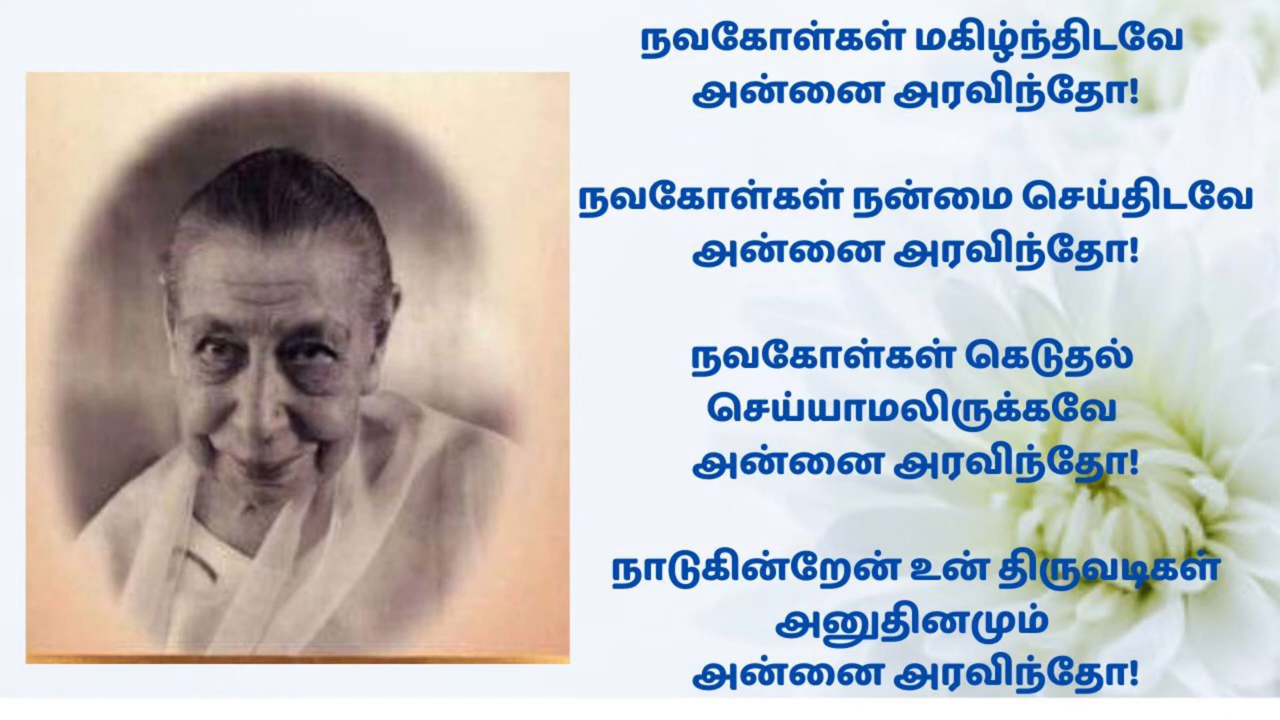 நவகோள்கள் மகிழ்ந்திடவே
அன்னை அரவிந்தோ!
நவகோள்கள் நன்மை செய்திடவே
அன்னை அரவிந்தோ!
நவகோள்கள் கெடுதல்
செய்யாமலிருக்கவே
அன்னை அரவிந்தோ!
நாடுகின்றேன் உன் திருவடிகள்
அனுதினமும்
அன்னை அரவிந்தோ!